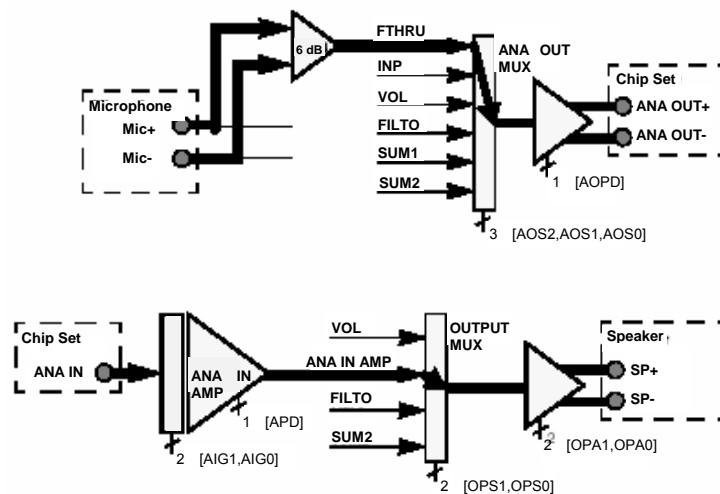 FTHRU
6 dB
ANA OUT
MUX
INP
Chip Set
Microphone
VOL
ANA OUT+
Mic+
FILTO
ANA OUT-
Mic-
SUM1
1 [AOPD]
SUM2
3 [AOS2,AOS1,AOS0]
Chip Set
VOL
OUTPUT
MUX
Speaker
ANA IN
ANA IN
AMP
ANA IN AMP
SP+
FILTO
SP-
1 [APD]
SUM2
2 [OPA1,OPA0]
2 [AIG1,AIG0]
2 [OPS1,OPS0]